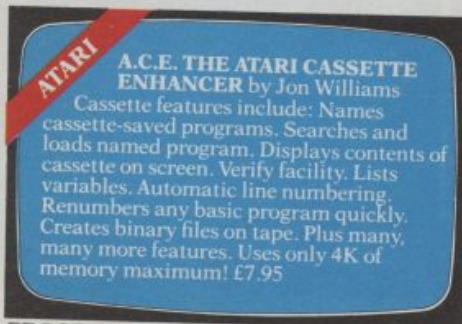 ATARI
A.C.E. THE ATARI CASSETTE
ENHANCER by Jon Williams
Cassette features include: Names
cassette-saved programs. Searches and
loads named program. Displays contents of
cassette on screen. Verify facility. Lists
variables. Automatic line numbering.
Renumbers any basic program quickly.
Creates binary files on tape. Plus many,
many more features. Uses only 4K of
memory maximum! £7.95